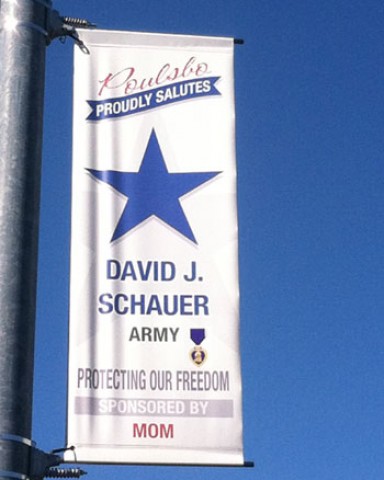 Poulsbo
PROUDLY SALUTES
DAVID J.
SCHAUER
ARMY
PROTECTING OUR FREEDOM
SPONSORED BY
MOM